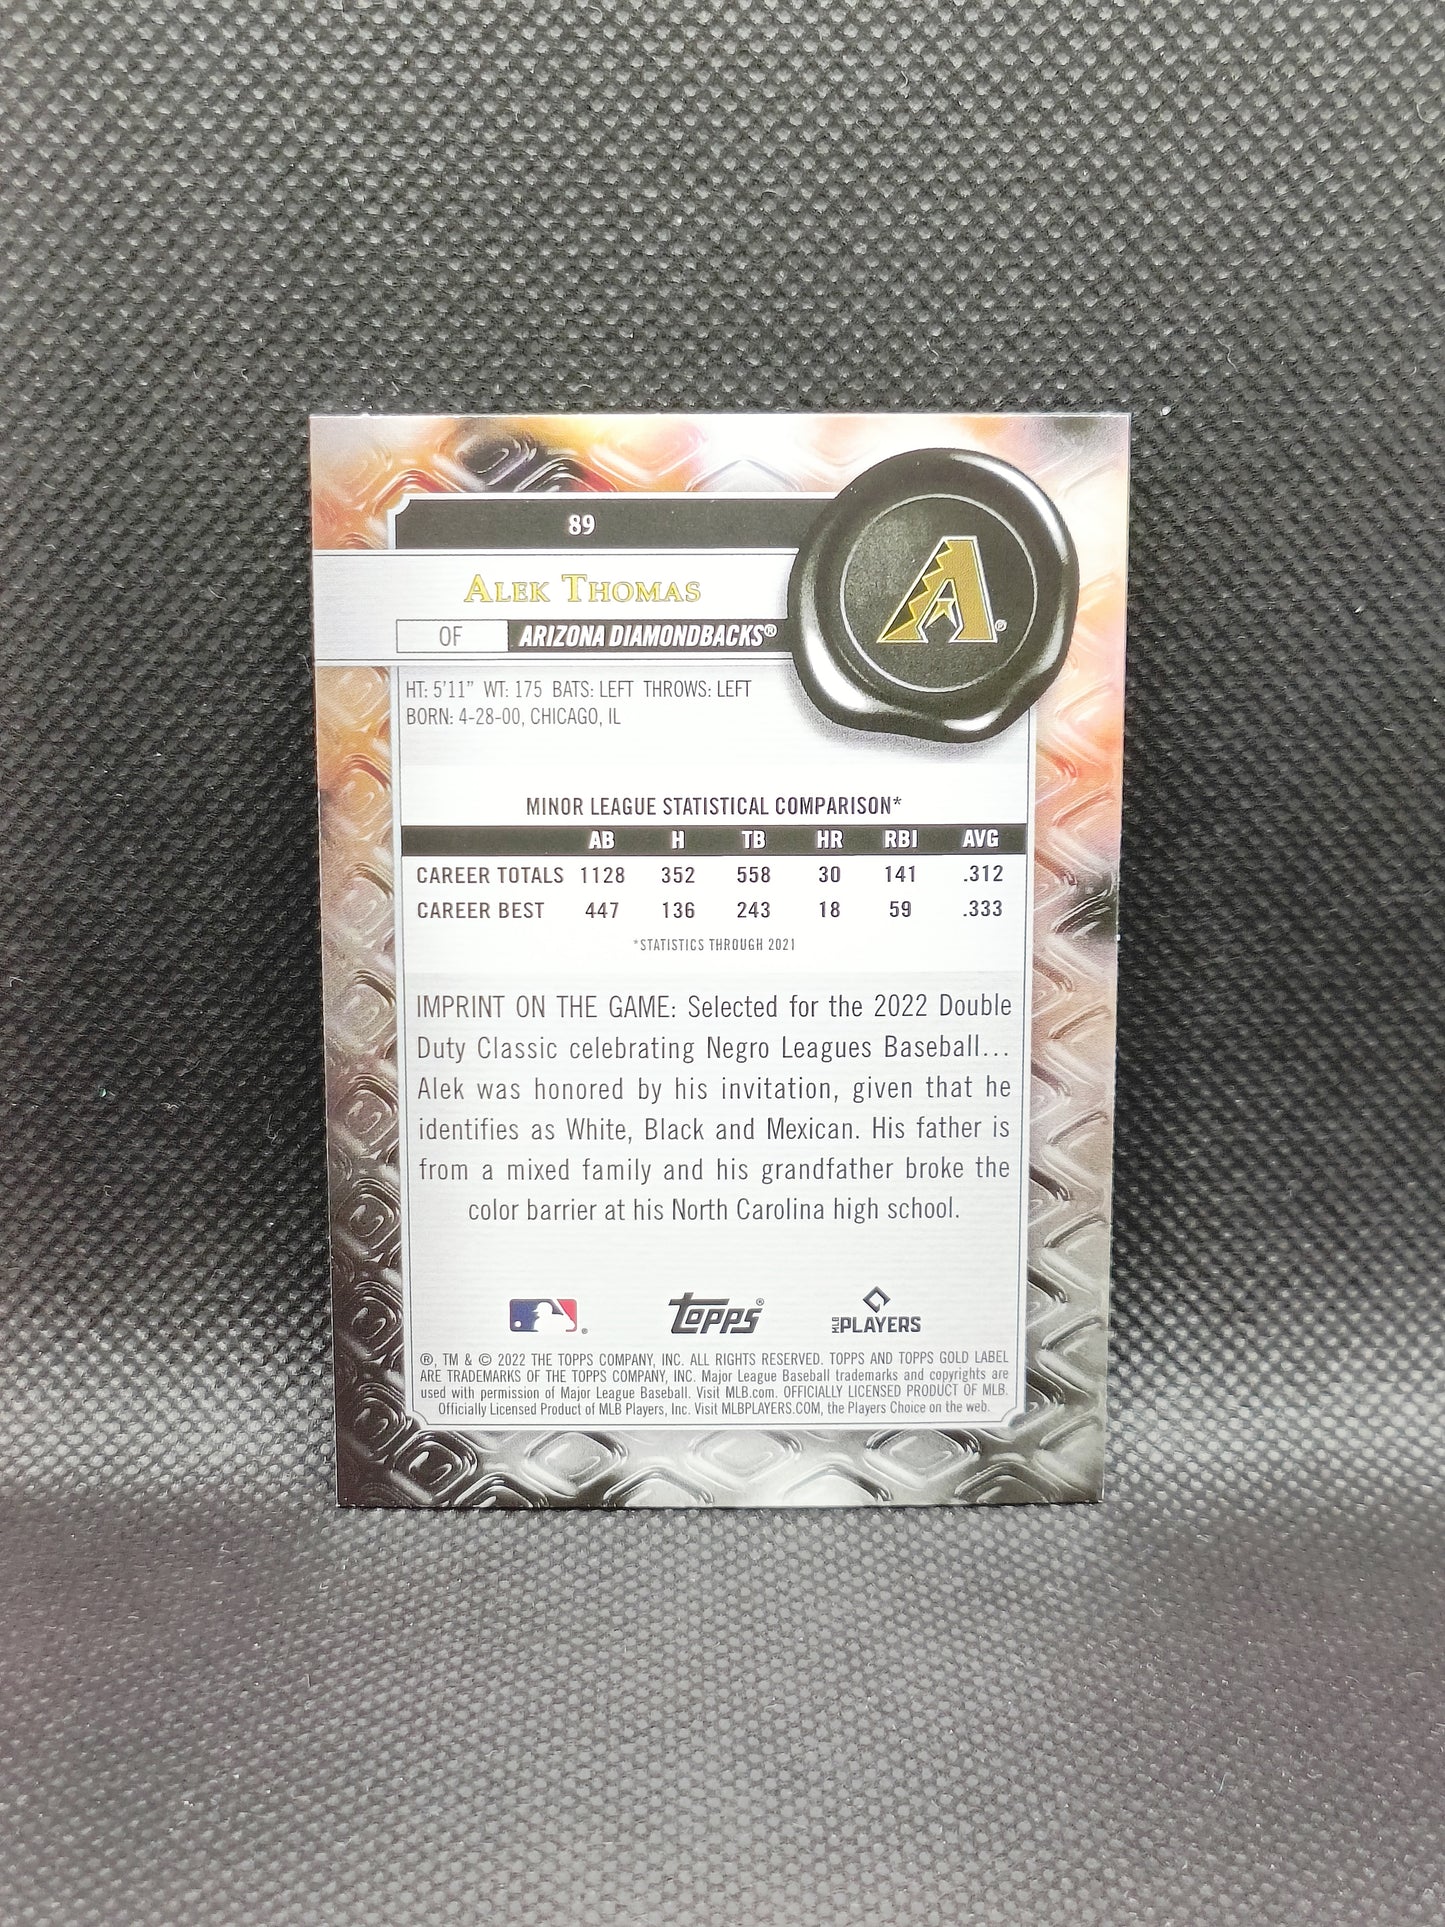 89
ALEK THOMAS
OF ARIZONA DIAMONDBACKS®
A ®
HT: 5'11" WT: 175 BATS: LEFT THROWS: LEFT
BORN: 4-28-00, CHICAGO, IL
MINOR LEAGUE STATISTICAL COMPARISON*
AB H TB HR RBI AVG
CAREER TOTALS 1128 352 558 30 141 .312
CAREER BEST 447 136 243 18 59 .333
*STATISTICS THROUGH 2021
IMPRINT ON THE GAME: Selected for the 2022 Double
Duty Classic celebrating Negro Leagues Baseball...
Alek was honored by his invitation, given that he
identifies as White, Black and Mexican. His father is
from a mixed family and his grandfather broke the
color barrier at his North Carolina high school.
® TOPPS® MLB PLAYERS
®, TM & © 2022 THE TOPPS COMPANY, INC. ALL RIGHTS RESERVED. TOPPS AND TOPPS GOLD LABEL
ARE TRADEMARKS OF THE TOPPS COMPANY, INC. Major League Baseball trademarks and copyrights are
used with permission of Major League Baseball. Visit MLB.com. OFFICIALLY LICENSED PRODUCT OF MLB.
Officially Licensed Product of MLB Players, Inc. Visit MLBPLAYERS.COM, the Players Choice on the web.